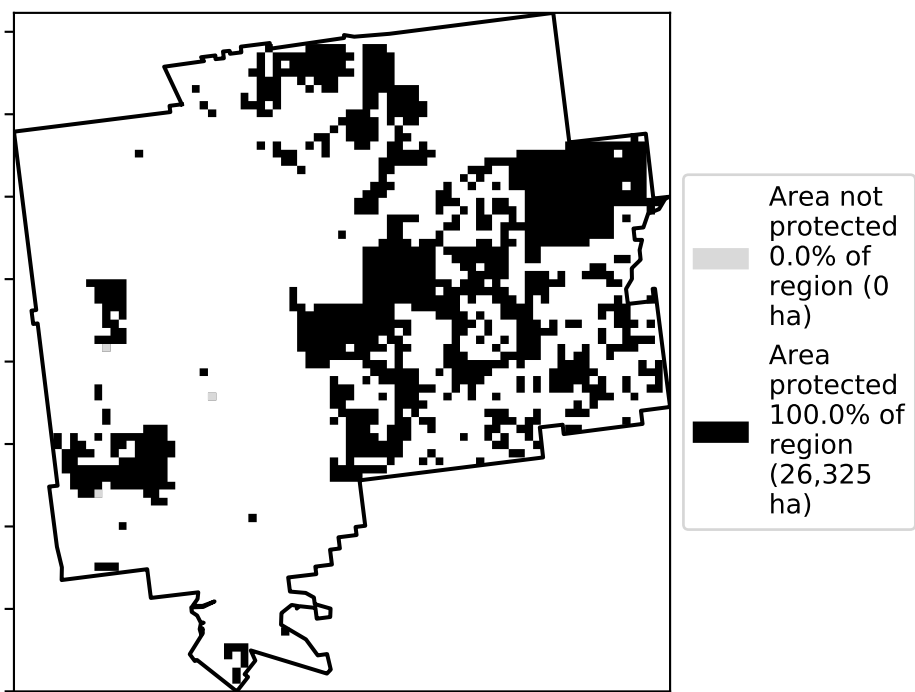 Area not
protected
0.0% of
region (0
ha)
Area
protected
100.0% of
region
(26,325
ha)